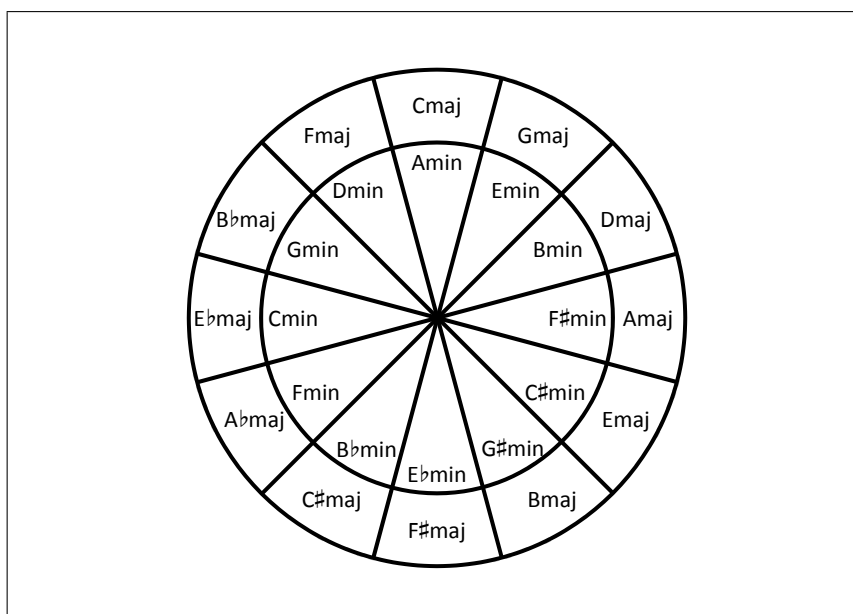 Cmaj
Gmaj
Dmaj
Amaj
Emaj
Bmaj
F♯maj
C♯maj
A♭maj
E♭maj
B♭maj
Fmaj
Amin
Emin
Bmin
F♯min
C♯min
G♯min
E♭min
B♭min
Fmin
Cmin
Gmin
Dmin